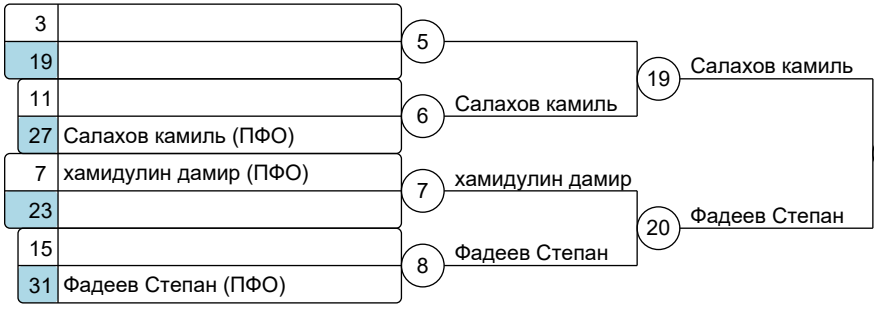 3
5
19
19
Салахов камиль
11
6
Салахов камиль
27 Салахов камиль (ПФО)
7 хамидулин дамир (ПФО)
7
хамидулин дамир
23
20
Фадеев Степан
15
8
Фадеев Степан
31 Фадеев Степан (ПФО)